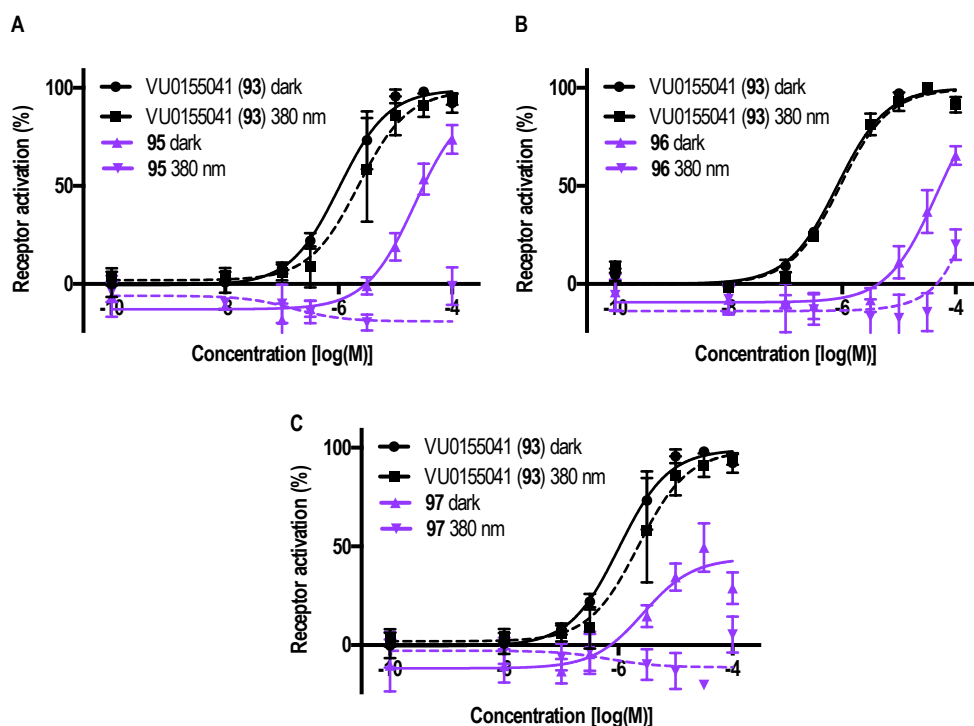 A
VU0155041 (93) dark
VU0155041 (93) 380 nm
95 dark
95 380 nm
100
50
0
-10
-8
-6
-4
Receptor activation (%)
Concentration [log(M)]
B
VU0155041 (93) dark
VU0155041 (93) 380 nm
96 dark
96 380 nm
100
50
0
-10
-8
-6
-4
Receptor activation (%)
Concentration [log(M)]
C
VU0155041 (93) dark
VU0155041 (93) 380 nm
97 dark
97 380 nm
100
50
0
-10
-8
-6
-4
Receptor activation (%)
Concentration [log(M)]